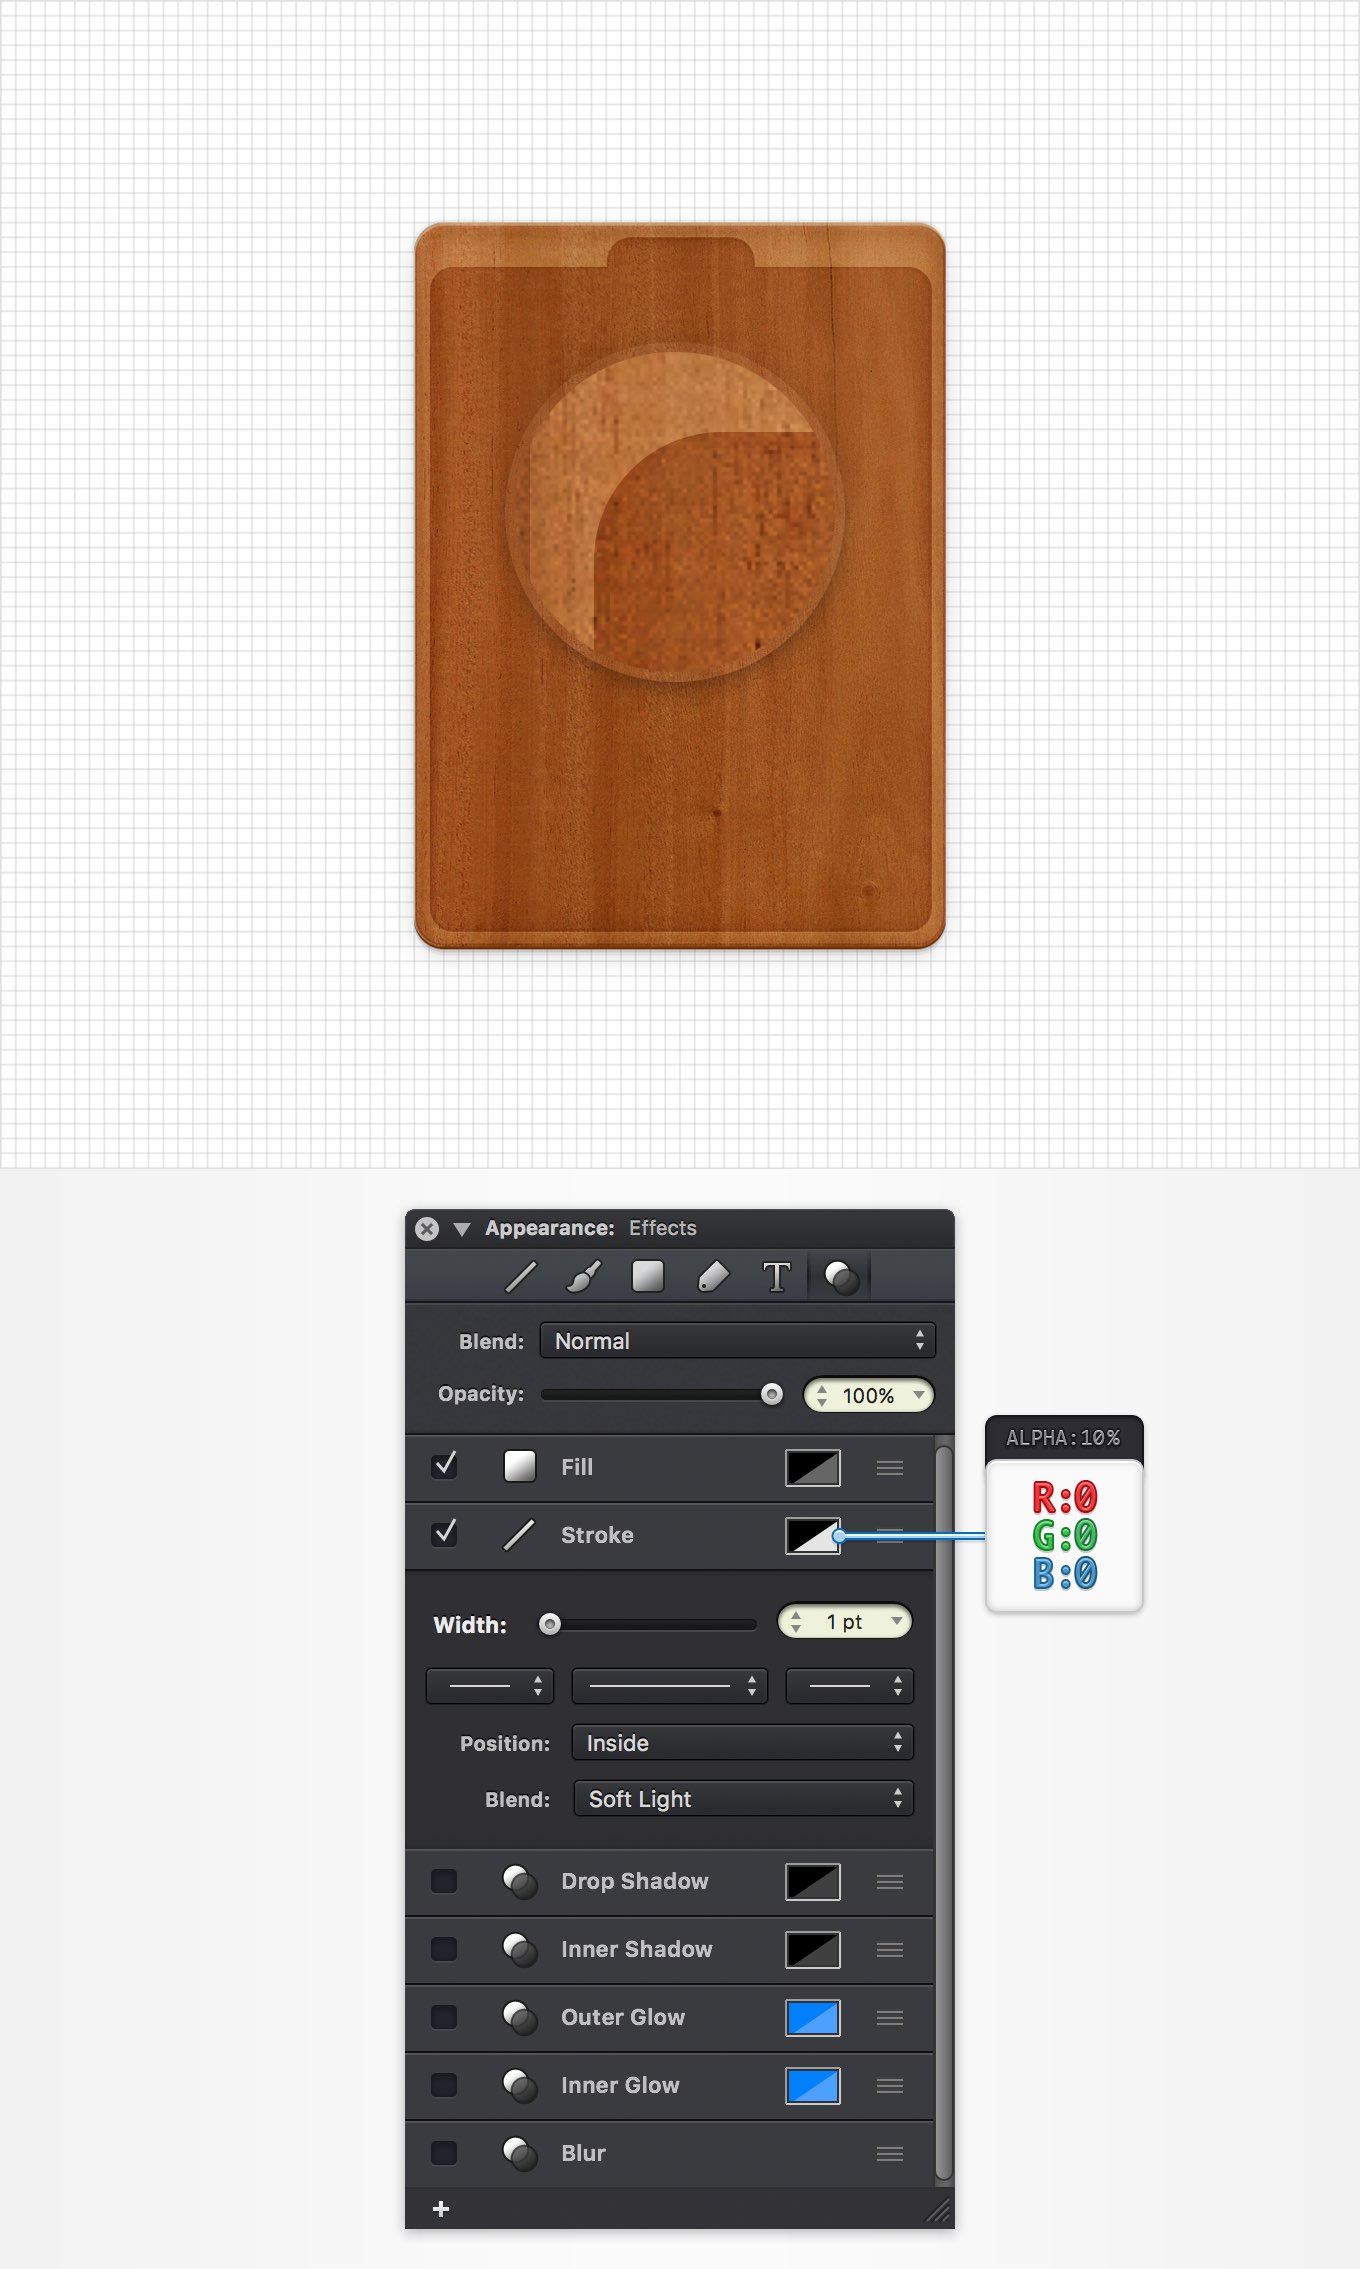 Appearance: Effects
T
Blend: Normal
Opacity: 100%
Fill
Stroke
ALPHA:10%
R:0
G:0
B:0
Width: 1 pt
Position: Inside
Blend: Soft Light
Drop Shadow
Inner Shadow
Outer Glow
Inner Glow
Blur